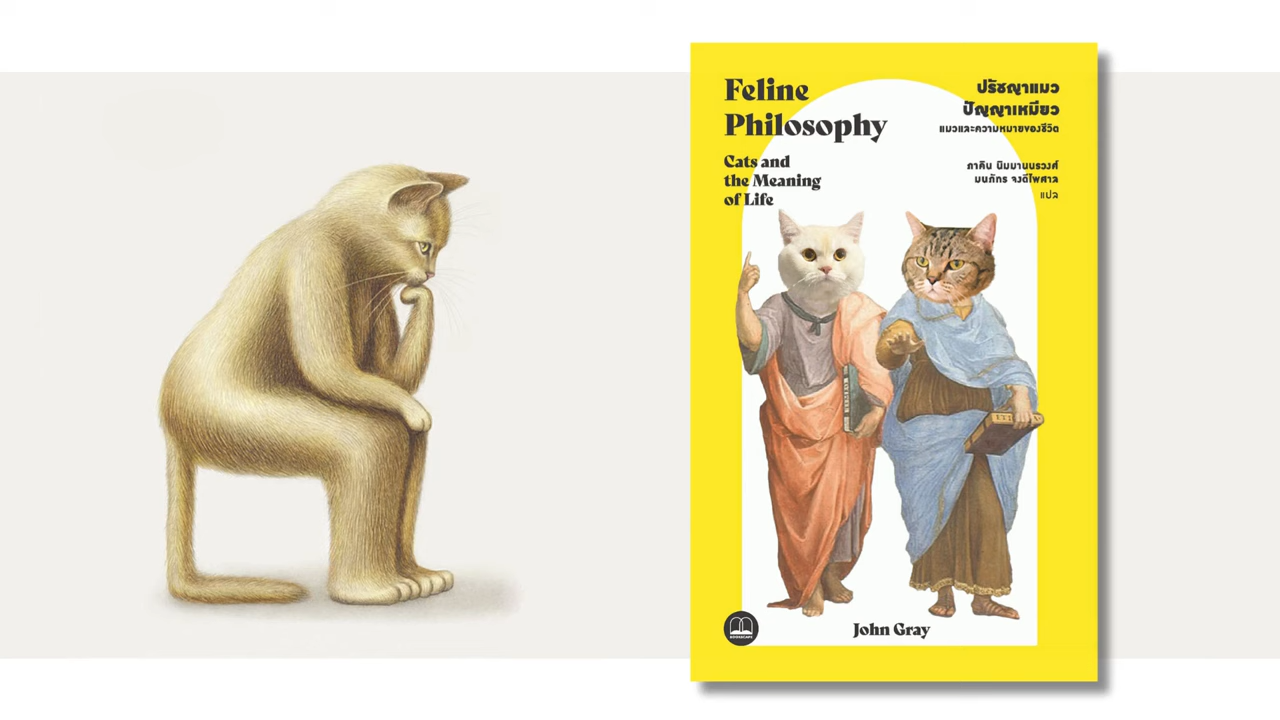 Feline
Philosophy
Cats and
the Meaning
of Life
ปรัชญาแมว
ปัญญาเหมียว
แมวและความหมายของชีวิต
ภาคิน นิมมานนรวงศ์
มนภัทร จงดีไพศาล
แปล
John Gray
BOOKSCAPE